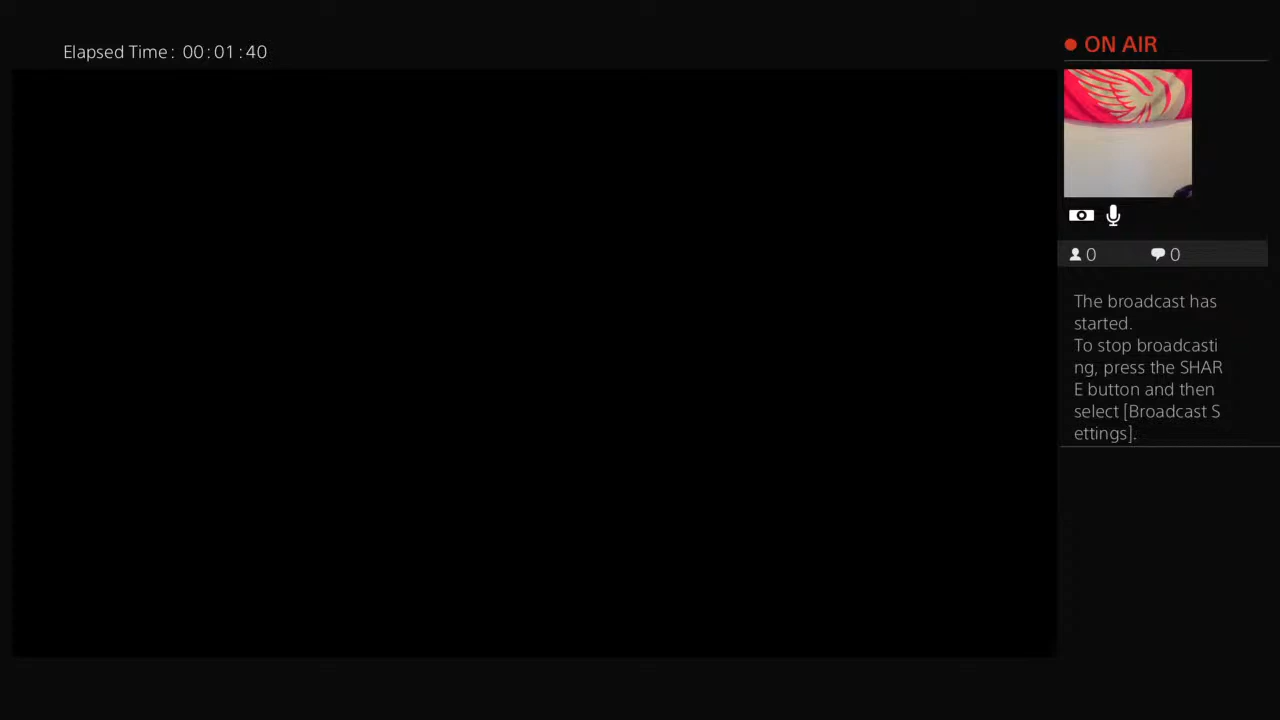 Elapsed Time: 00:01:40
ON AIR
0 0
The broadcast has
started.
To stop broadcasti
ng, press the SHAR
E button and then
select [Broadcast S
ettings].